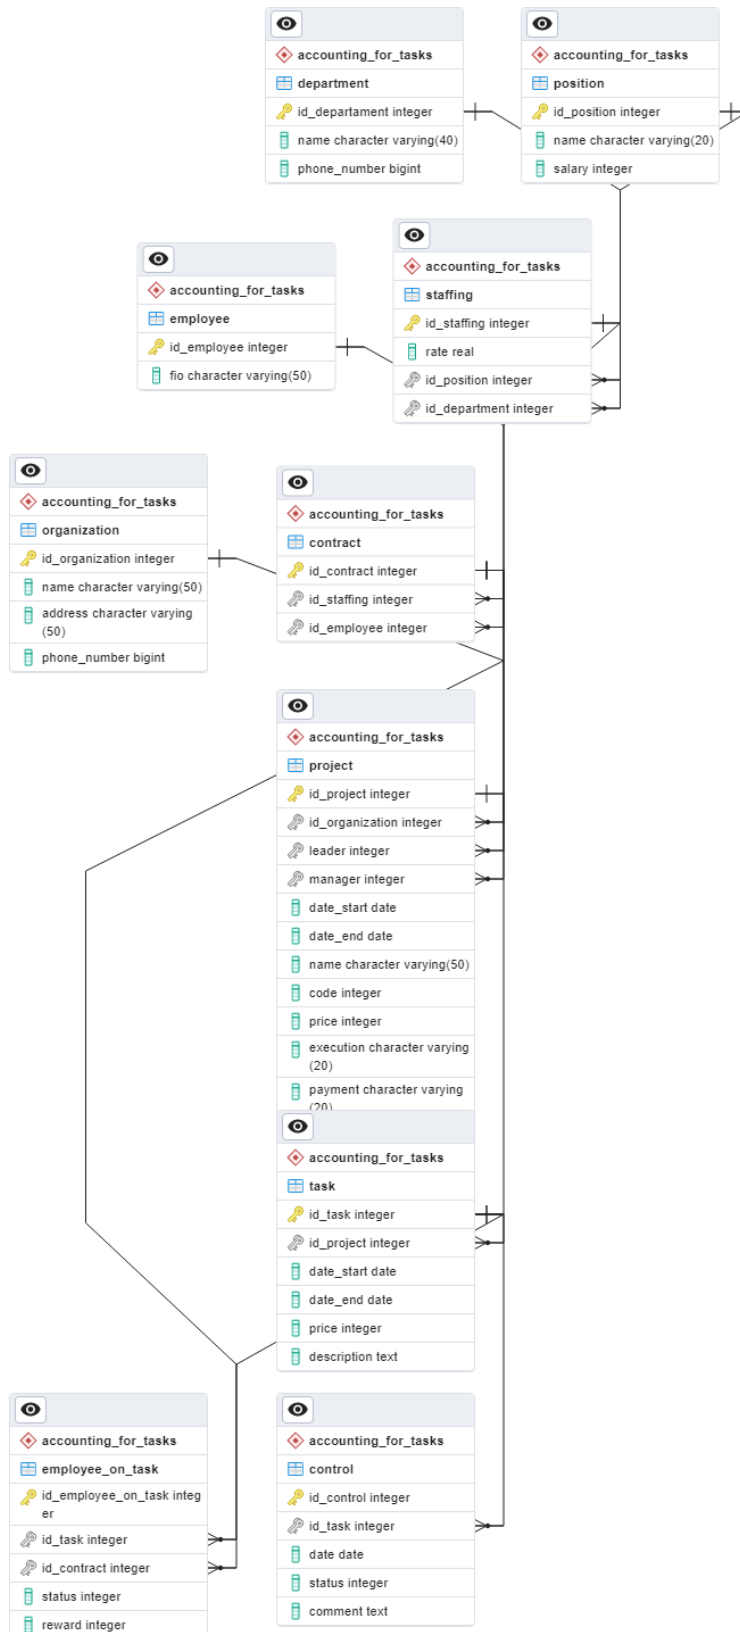 accounting_for_tasks
department
id_departament integer
name character varying(40)
phone_number bigint
accounting_for_tasks
position
id_position integer
name character varying(20)
salary integer
accounting_for_tasks
staffing
id_staffing integer
rate real
id_position integer
id_department integer
accounting_for_tasks
employee
id_employee integer
fio character varying(50)
accounting_for_tasks
organization
id_organization integer
name character varying(50)
address character varying
(50)
phone_number bigint
accounting_for_tasks
contract
id_contract integer
id_staffing integer
id_employee integer
accounting_for_tasks
project
id_project integer
id_organization integer
leader integer
manager integer
date_start date
date_end date
name character varying(50)
code integer
price integer
execution character varying
(20)
payment character varying
(20)
accounting_for_tasks
task
id_task integer
id_project integer
date_start date
date_end date
price integer
description text
accounting_for_tasks
employee_on_task
id_employee_on_task integ
er
id_task integer
id_contract integer
status integer
reward integer
accounting_for_tasks
control
id_control integer
id_task integer
date date
status integer
comment text